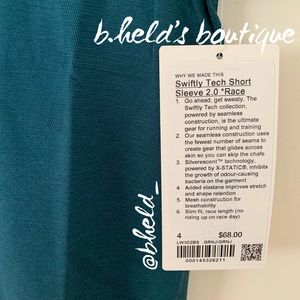 b.held's boutique
WHY WE MADE THIS
Swiftly Tech Short
Sleeve 2.0 *Race
1. Go ahead, get sweaty. The
Swiftly Tech collection,
powered by seamless
construction, is the ultimate
gear for running and training
2. Our seamless construction uses
the fewest number of seams to
create gear that glides across
skin so you can skip the chafe
3. Silverescent™ technology,
powered by X-STATIC®, inhibits
the growth of odour-causing
bacteria on the garment
4. Added elastane improves stretch
and shape retention
5. Mesh construction for
breathability
6. Slim fit, race length (no
riding up on race day)
4 $68.00
LW3DZBS GRNJ/GRNJ
000145326211
@bheld_